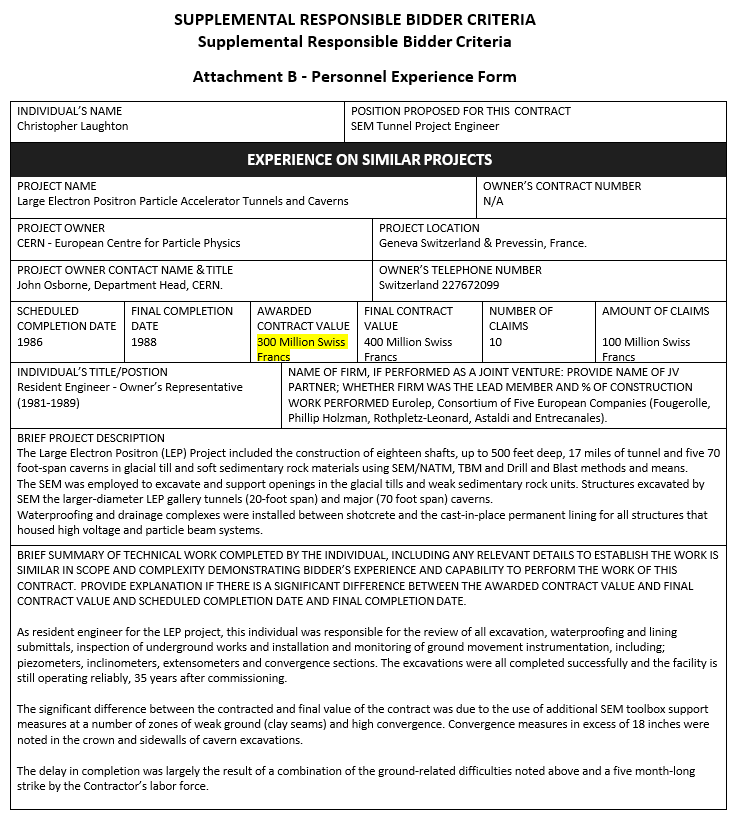 SUPPLEMENTAL RESPONSIBLE BIDDER CRITERIA
Supplemental Responsible Bidder Criteria
Attachment B - Personnel Experience Form
INDIVIDUAL'S NAME
Christopher Laughton
POSITION PROPOSED FOR THIS CONTRACT
SEM Tunnel Project Engineer
EXPERIENCE ON SIMILAR PROJECTS
PROJECT NAME
Large Electron Positron Particle Accelerator Tunnels and Caverns
OWNER'S CONTRACT NUMBER
N/A
PROJECT OWNER
CERN - European Centre for Particle Physics
PROJECT LOCATION
Geneva Switzerland & Prevessin, France.
PROJECT OWNER CONTACT NAME & TITLE
John Osborne, Department Head, CERN.
OWNER'S TELEPHONE NUMBER
Switzerland 227672099
SCHEDULED
COMPLETION DATE
1986
FINAL COMPLETION
DATE
1988
AWARDED
CONTRACT VALUE
300 Million Swiss
Francs
FINAL CONTRACT
VALUE
400 Million Swiss
Francs
NUMBER OF
CLAIMS
10
AMOUNT OF CLAIMS
100 Million Swiss
Francs
INDIVIDUAL'S TITLE/POSTION
Resident Engineer - Owner's Representative
(1981-1989)
NAME OF FIRM, IF PERFORMED AS A JOINT VENTURE: PROVIDE NAME OF JV
PARTNER; WHETHER FIRM WAS THE LEAD MEMBER AND % OF CONSTRUCTION
WORK PERFORMED Eurolep, Consortium of Five European Companies (Fougerolle,
Phillip Holzman, Rothpletz-Leonard, Astaldi and Entrecanales).
BRIEF PROJECT DESCRIPTION
The Large Electron Positron (LEP) Project included the construction of eighteen shafts, up to 500 feet deep, 17 miles of tunnel and five 70
foot-span caverns in glacial till and soft sedimentary rock materials using SEM/NATM, TBM and Drill and Blast methods and means.
The SEM was employed to excavate and support openings in the glacial tills and weak sedimentary rock units. Structures excavated by
SEM the larger-diameter LEP gallery tunnels (20-foot span) and major (70 foot span) caverns.
Waterproofing and drainage complexes were installed between shotcrete and the cast-in-place permanent lining for all structures that
housed high voltage and particle beam systems.
BRIEF SUMMARY OF TECHNICAL WORK COMPLETED BY THE INDIVIDUAL, INCLUDING ANY RELEVANT DETAILS TO ESTABLISH THE WORK IS
SIMILAR IN SCOPE AND COMPLEXITY DEMONSTRATING BIDDER'S EXPERIENCE AND CAPABILITY TO PERFORM THE WORK OF THIS
CONTRACT. PROVIDE EXPLANATION IF THERE IS A SIGNIFICANT DIFFERENCE BETWEEN THE AWARDED CONTRACT VALUE AND FINAL
CONTRACT VALUE AND SCHEDULED COMPLETION DATE AND FINAL COMPLETION DATE.
As resident engineer for the LEP project, this individual was responsible for the review of all excavation, waterproofing and lining
submittals, inspection of underground works and installation and monitoring of ground movement instrumentation, including;
piezometers, inclinometers, extensometers and convergence sections. The excavations were all completed successfully and the facility is
still operating reliably, 35 years after commissioning.
The significant difference between the contracted and final value of the contract was due to the use of additional SEM toolbox support
measures at a number of zones of weak ground (clay seams) and high convergence. Convergence measures in excess of 18 inches were
noted in the crown and sidewalls of cavern excavations.
The delay in completion was largely the result of a combination of the ground-related difficulties noted above and a five month-long
strike by the Contractor's labor force.